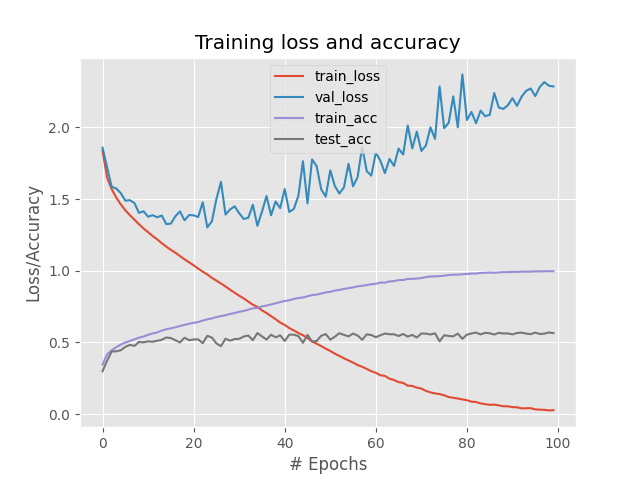 Training loss and accuracy
train_loss
val_loss
train_acc
test_acc
Loss/Accuracy
2.0
1.5
1.0
0.5
0.0
0 20 40 60 80 100
# Epochs